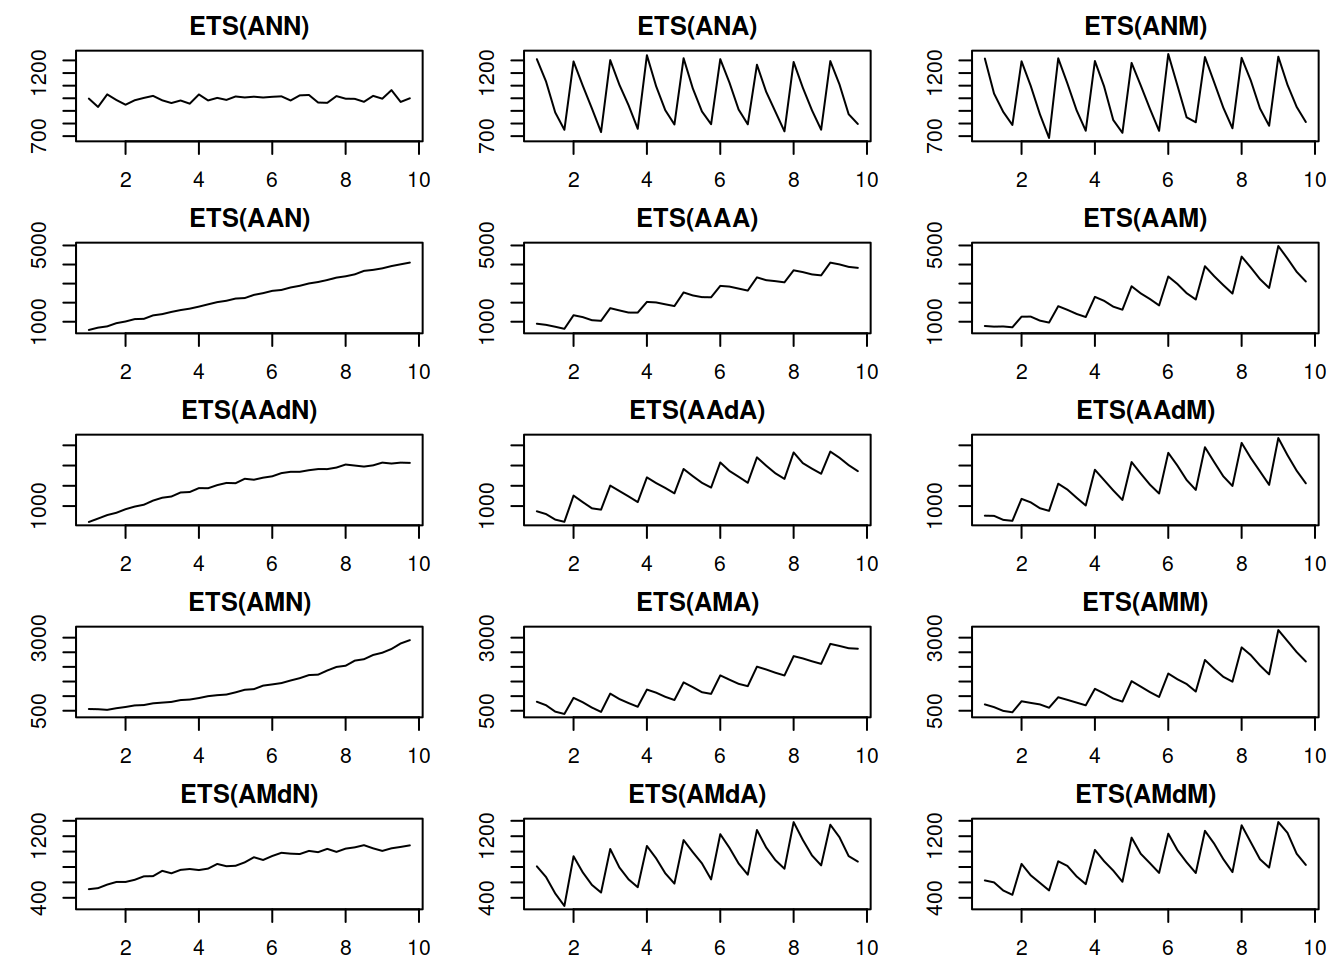 ETS(ANN) ETS(ANA) ETS(ANM)
700 1200 700 1200 700 1200
2 4 6 8 10 2 4 6 8 10 2 4 6 8 10
ETS(AAN) ETS(AAA) ETS(AAM)
1000 5000 1000 5000 1000 5000
2 4 6 8 10 2 4 6 8 10 2 4 6 8 10
ETS(AAdN) ETS(AAdA) ETS(AAdM)
1000 1000 1000
2 4 6 8 10 2 4 6 8 10 2 4 6 8 10
ETS(AMN) ETS(AMA) ETS(AMM)
500 3000 500 3000 500 3000
2 4 6 8 10 2 4 6 8 10 2 4 6 8 10
ETS(AMdN) ETS(AMdA) ETS(AMdM)
400 1200 400 1200 400 1200
2 4 6 8 10 2 4 6 8 10 2 4 6 8 10